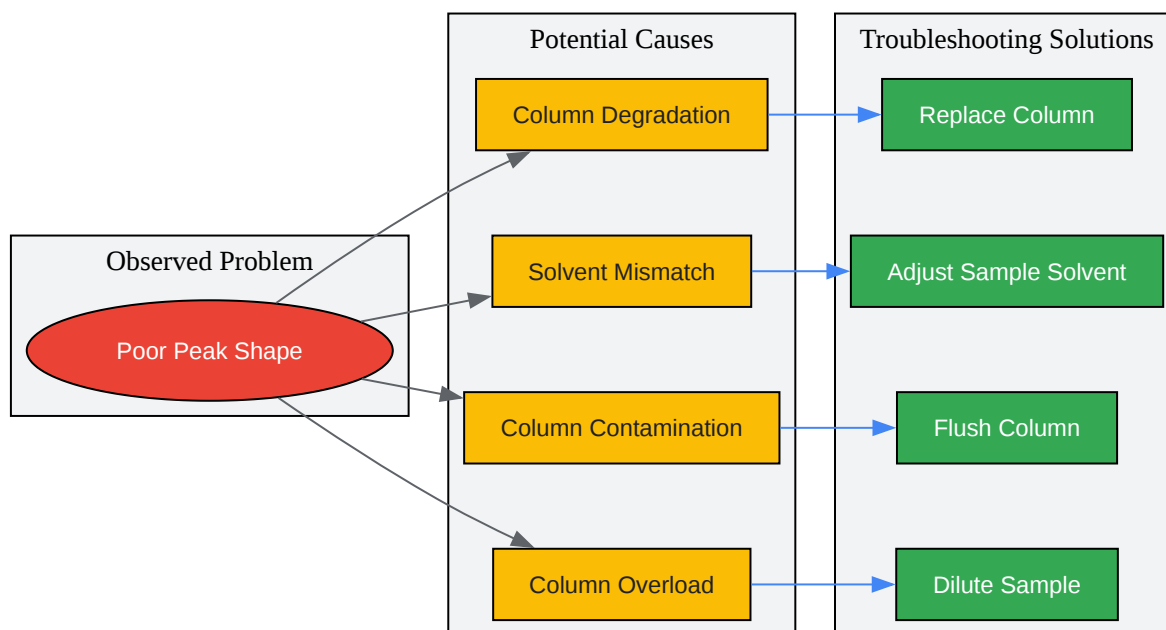 Observed Problem
Poor Peak Shape
Potential Causes
Column Degradation
Solvent Mismatch
Column Contamination
Column Overload
Troubleshooting Solutions
Replace Column
Adjust Sample Solvent
Flush Column
Dilute Sample